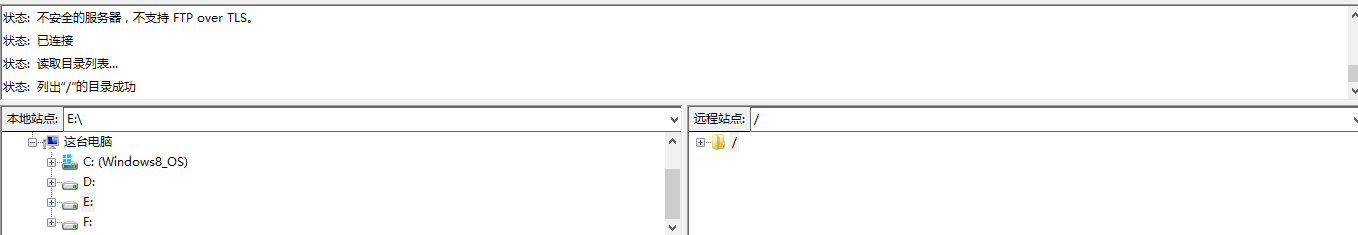 状态: 不安全的服务器，不支持 FTP over TLS。
状态: 已连接
状态: 读取目录列表...
状态: 列出“/”的目录成功
本地站点: E:\
远程站点: /
这台电脑
C: (Windows8_OS)
D:
E:
F:
/